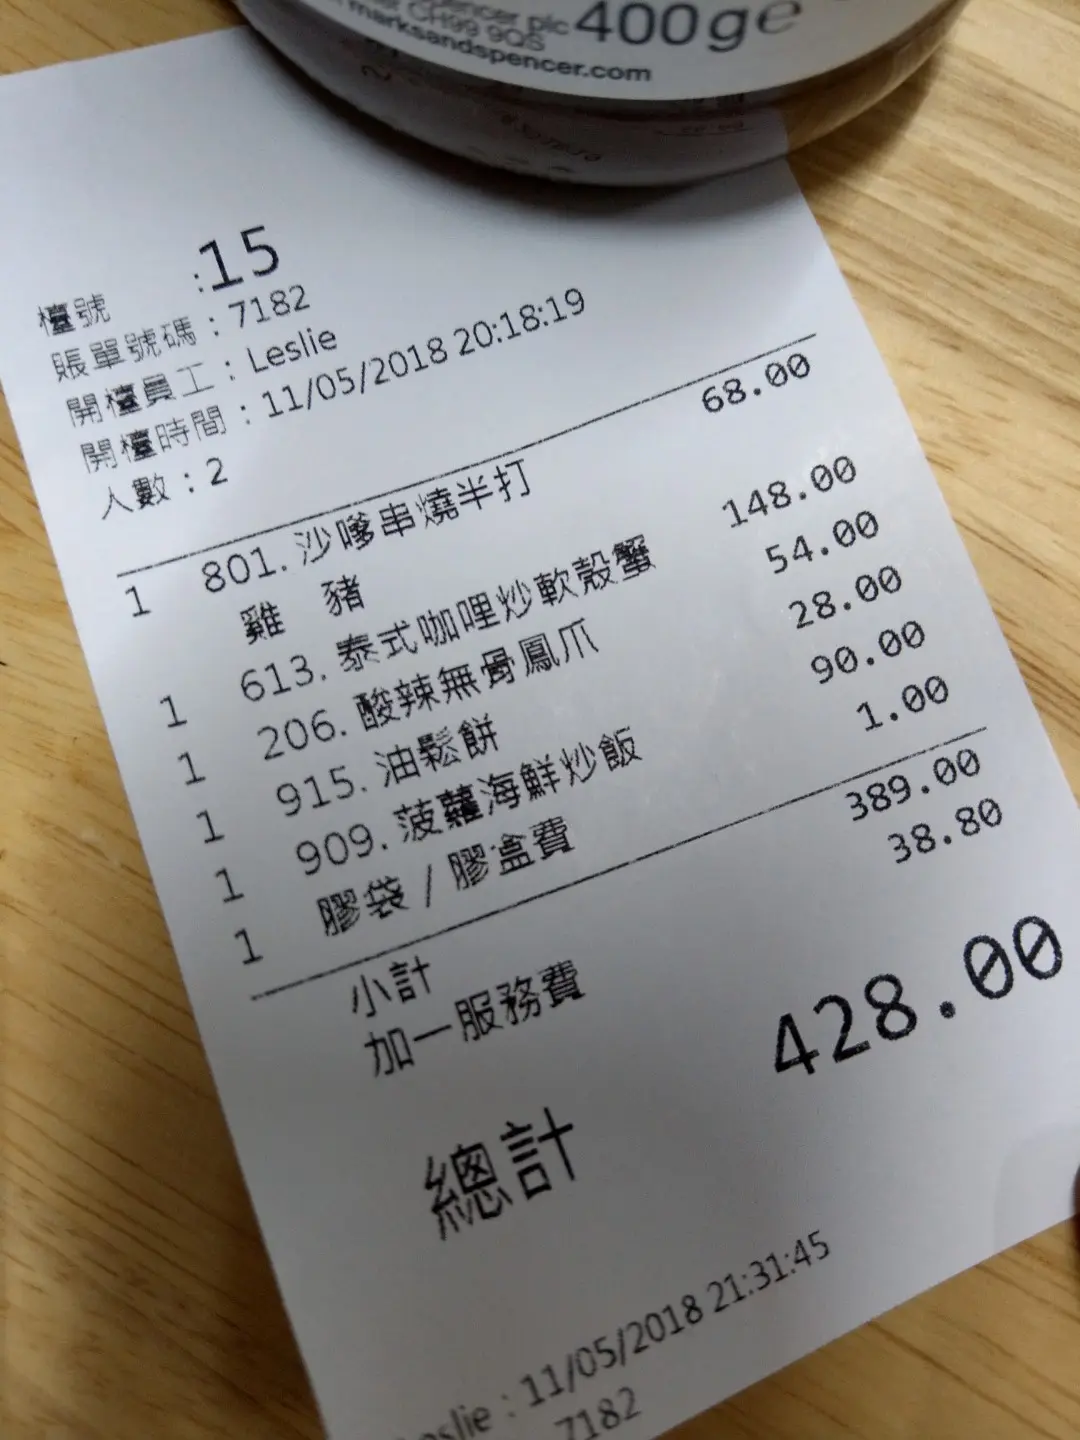 400g℮
CH99 9QS
marksandspencer.com
檯號 :15
賬單號碼 : 7182
開檯員工 : Leslie
開檯時間 : 11/05/2018 20:18:19
人數 : 2
1 801. 沙嗲串燒半打 68.00
雞 豬
1 613. 泰式咖哩炒軟殼蟹 148.00
1 206. 酸辣無骨鳳爪 54.00
1 915. 油鬆餅 28.00
1 909. 菠蘿海鮮炒飯 90.00
1 膠袋 / 膠盒費 1.00
小計 389.00
加一服務費 38.80
總計 428.00
: 11/05/2018 21:31:45
7182